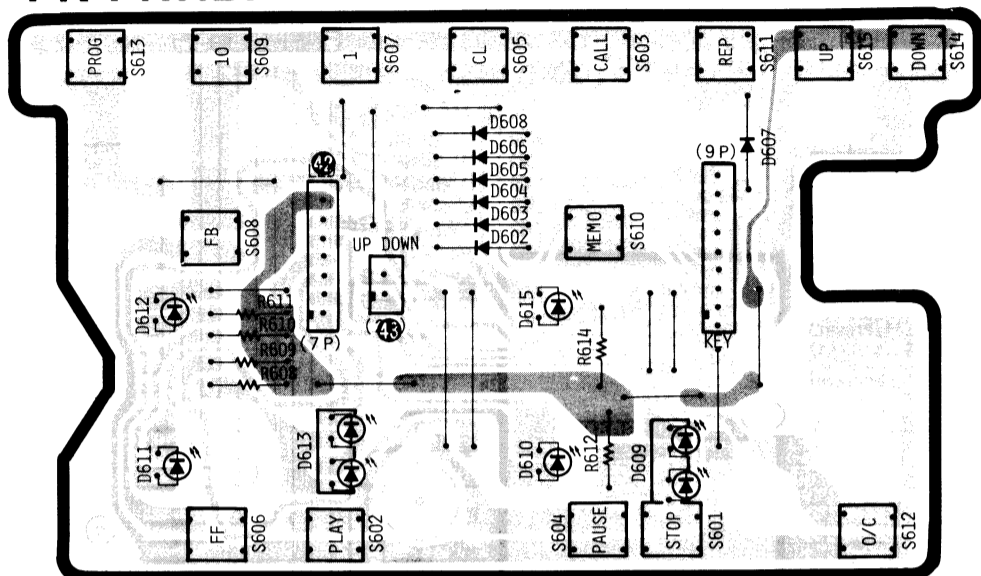 PROG S613
10 S609
1 S607
CL S605
CALL S603
REP S611
UP S615
DOWN S614
D608
D606
D605
D604
D603
D602
D607
(9P)
42
FB S608
UP DOWN
MEMO S610
D612
R611
R610
R609
R608
(7P)
43
D615
R614
KEY
D611
D613
D610
R612
D609
FF S606
PLAY S602
S604 PAUSE
STOP S601
O/C S612